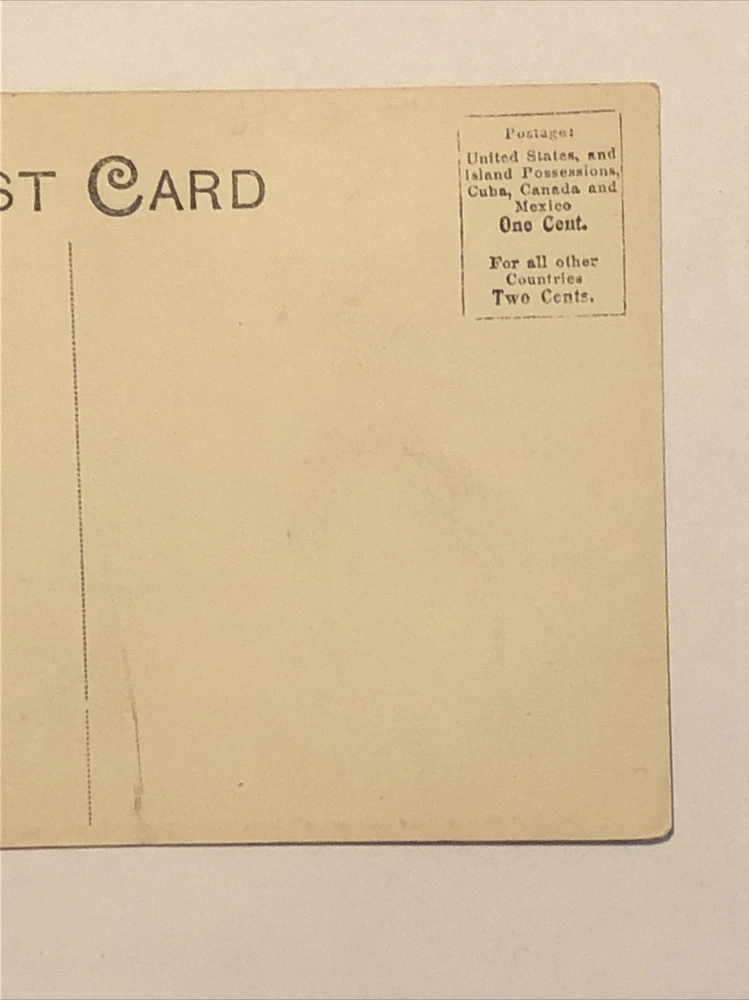 ST CARD
Postage:
United States, and
Island Possessions,
Cuba, Canada and
Mexico
One Cent.
For all other
Countries
Two Cents.